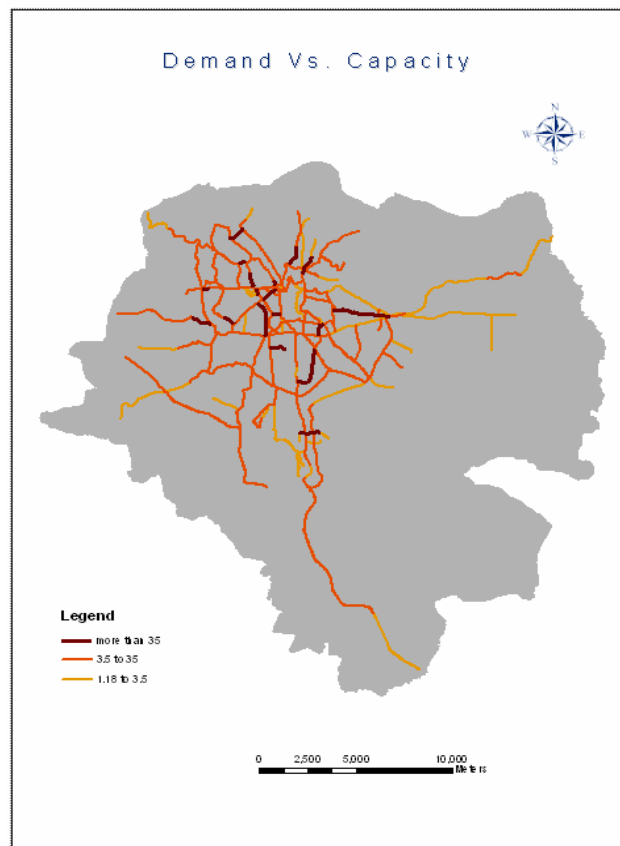 Demand Vs. Capacity
N
W E
S
Legend
more than 35
3.5 to 35
1.18 to 3.5
0 2,500 5,000 10,000
Meters